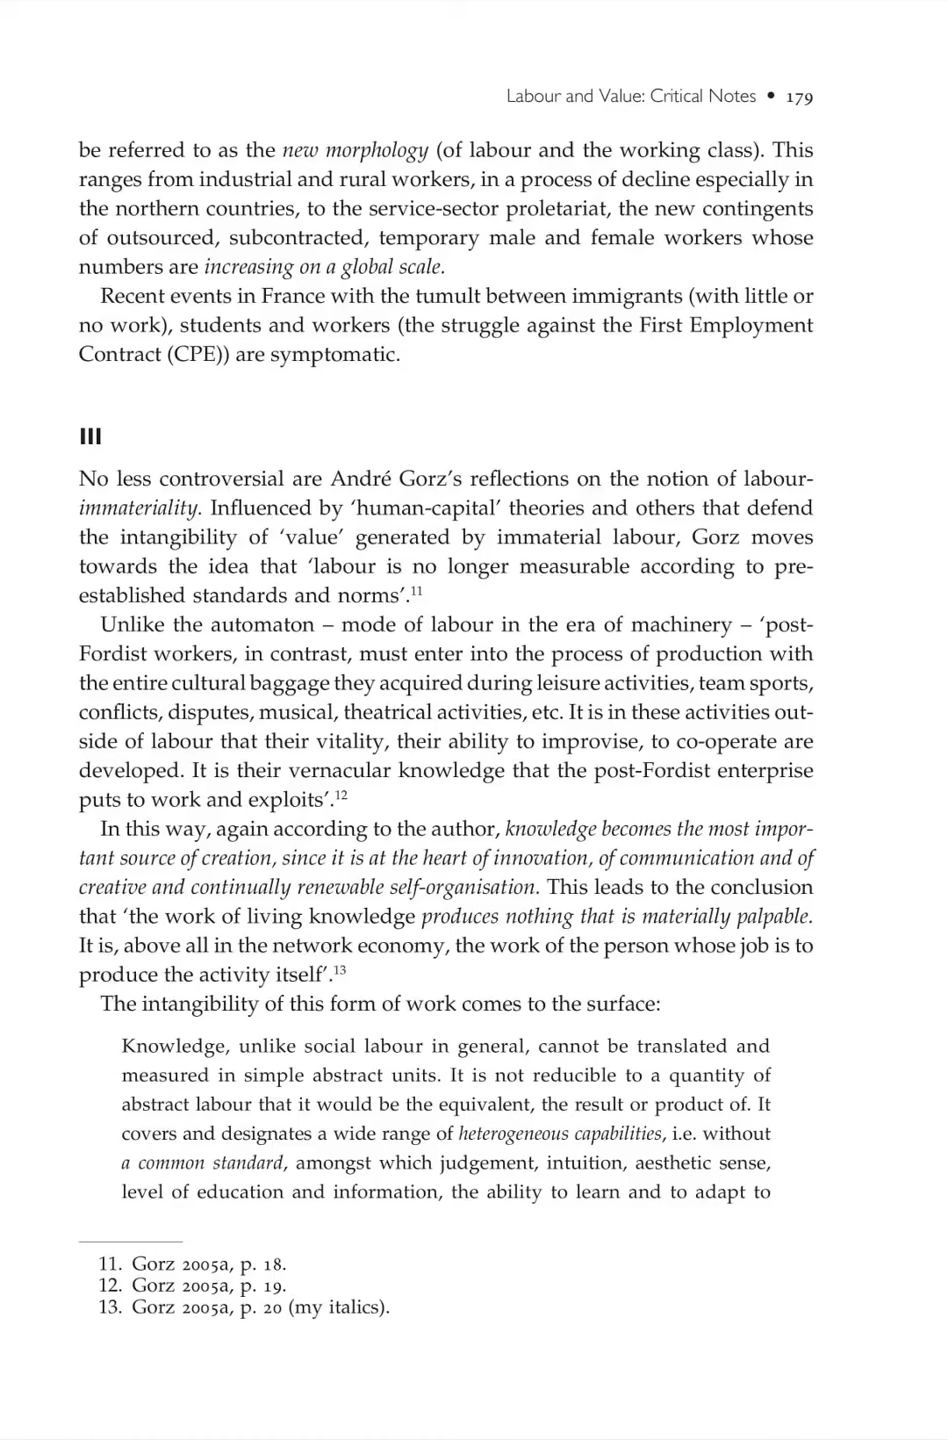 Labour and Value: Critical Notes • 179
be referred to as the new morphology (of labour and the working class). This
ranges from industrial and rural workers, in a process of decline especially in
the northern countries, to the service-sector proletariat, the new contingents
of outsourced, subcontracted, temporary male and female workers whose
numbers are increasing on a global scale.
Recent events in France with the tumult between immigrants (with little or
no work), students and workers (the struggle against the First Employment
Contract (CPE)) are symptomatic.
III
No less controversial are André Gorz’s reflections on the notion of labour-
immateriality. Influenced by ‘human-capital’ theories and others that defend
the intangibility of ‘value’ generated by immaterial labour, Gorz moves
towards the idea that ‘labour is no longer measurable according to pre-
established standards and norms’.11
Unlike the automaton – mode of labour in the era of machinery – ‘post-
Fordist workers, in contrast, must enter into the process of production with
the entire cultural baggage they acquired during leisure activities, team sports,
conflicts, disputes, musical, theatrical activities, etc. It is in these activities out-
side of labour that their vitality, their ability to improvise, to co-operate are
developed. It is their vernacular knowledge that the post-Fordist enterprise
puts to work and exploits’.12
In this way, again according to the author, knowledge becomes the most impor-
tant source of creation, since it is at the heart of innovation, of communication and of
creative and continually renewable self-organisation. This leads to the conclusion
that ‘the work of living knowledge produces nothing that is materially palpable.
It is, above all in the network economy, the work of the person whose job is to
produce the activity itself’.13
The intangibility of this form of work comes to the surface:
Knowledge, unlike social labour in general, cannot be translated and
measured in simple abstract units. It is not reducible to a quantity of
abstract labour that it would be the equivalent, the result or product of. It
covers and designates a wide range of heterogeneous capabilities, i.e. without
a common standard, amongst which judgement, intuition, aesthetic sense,
level of education and information, the ability to learn and to adapt to
11. Gorz 2005a, p. 18.
12. Gorz 2005a, p. 19.
13. Gorz 2005a, p. 20 (my italics).